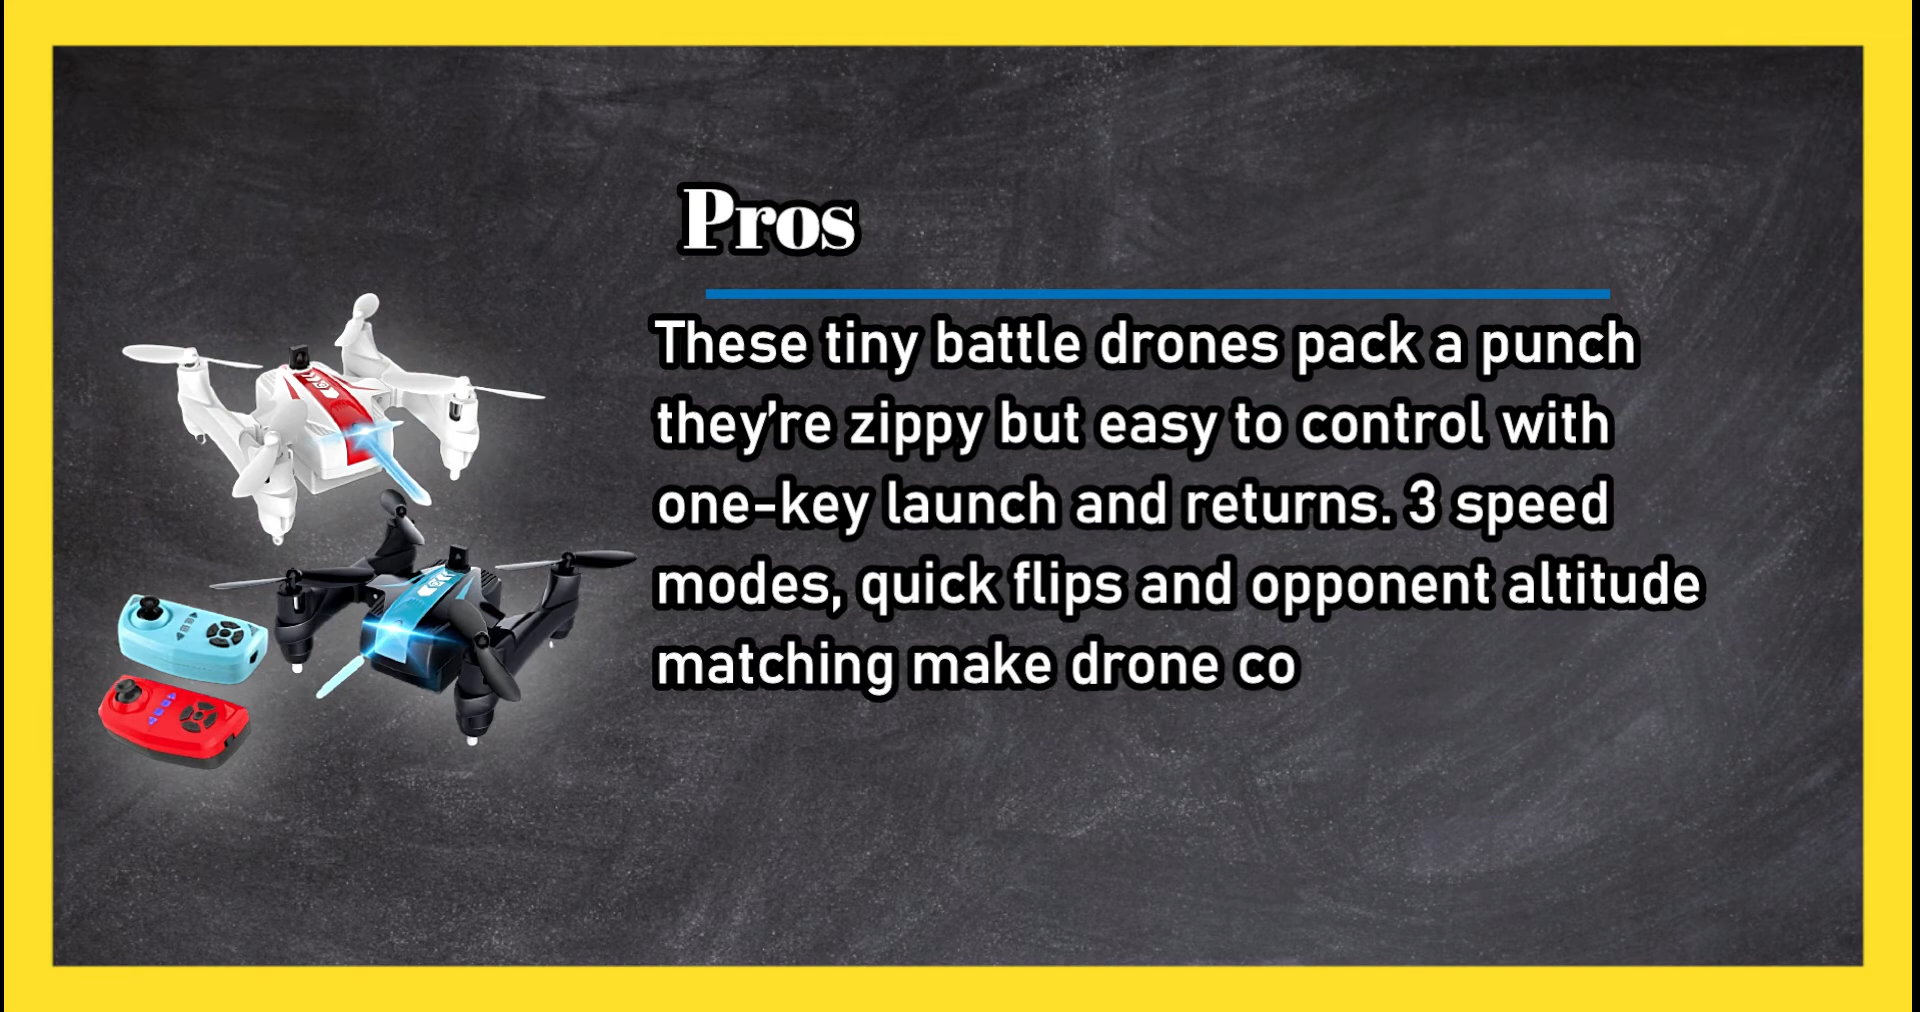 Pros
These tiny battle drones pack a punch
they're zippy but easy to control with
one-key launch and returns. 3 speed
modes, quick flips and opponent altitude
matching make drone co